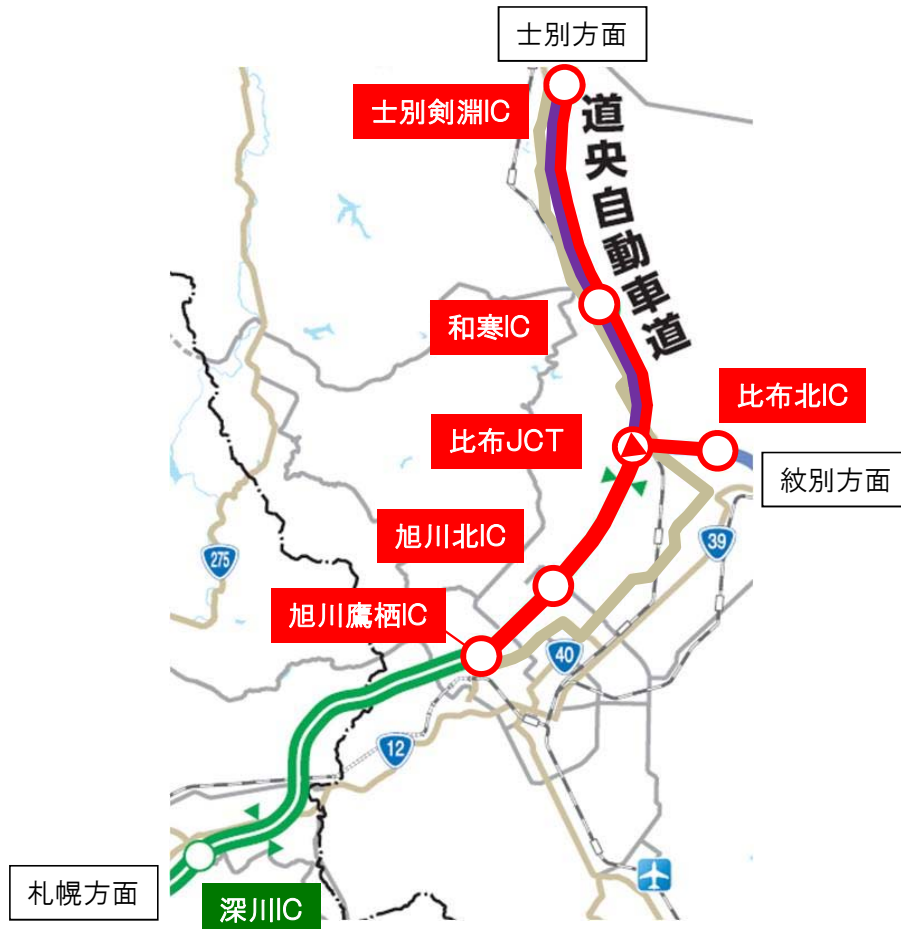 士別方面
士別剣淵IC
道央自動車道
和寒IC
比布北IC
比布JCT
紋別方面
旭川北IC
39
275
旭川鷹栖IC
40
12
札幌方面
深川IC